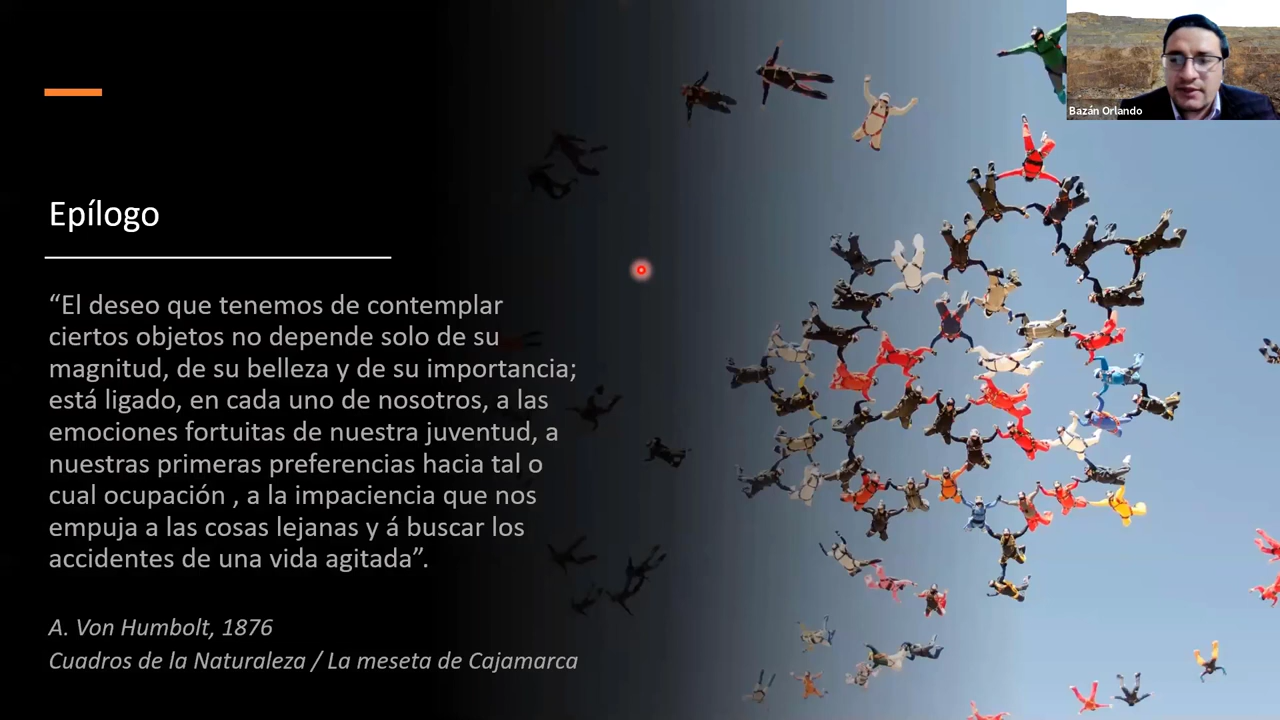 Bazán Orlando
Epílogo
“El deseo que tenemos de contemplar
ciertos objetos no depende solo de su
magnitud, de su belleza y de su importancia;
está ligado, en cada uno de nosotros, a las
emociones fortuitas de nuestra juventud, a
nuestras primeras preferencias hacia tal o
cual ocupación , a la impaciencia que nos
empuja a las cosas lejanas y á buscar los
accidentes de una vida agitada”.
A. Von Humbolt, 1876
Cuadros de la Naturaleza / La meseta de Cajamarca